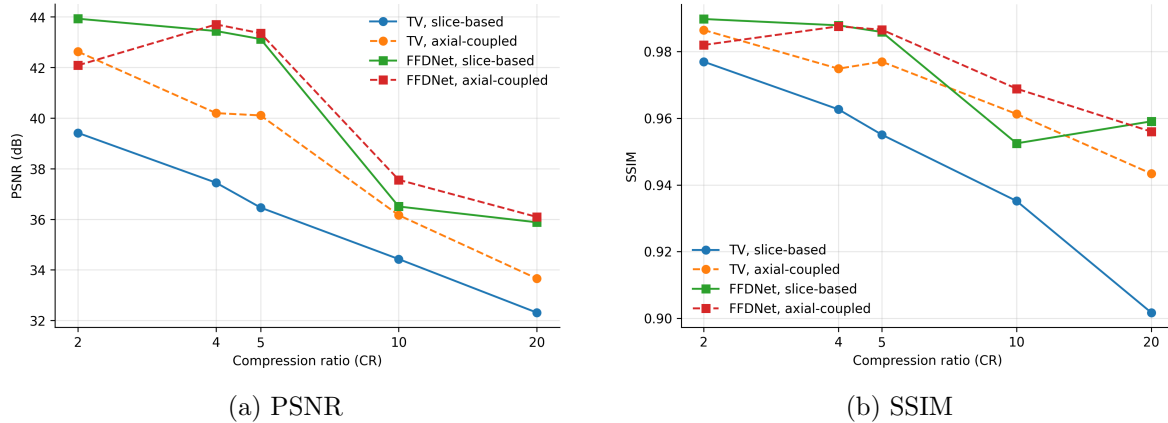 44
42
40
38
36
34
32
PSNR (dB)
TV, slice-based
TV, axial-coupled
FFDNet, slice-based
FFDNet, axial-coupled
2
4
5
10
20
Compression ratio (CR)
(a) PSNR
0.98
0.96
0.94
0.92
0.90
SSIM
TV, slice-based
TV, axial-coupled
FFDNet, slice-based
FFDNet, axial-coupled
2
4
5
10
20
Compression ratio (CR)
(b) SSIM